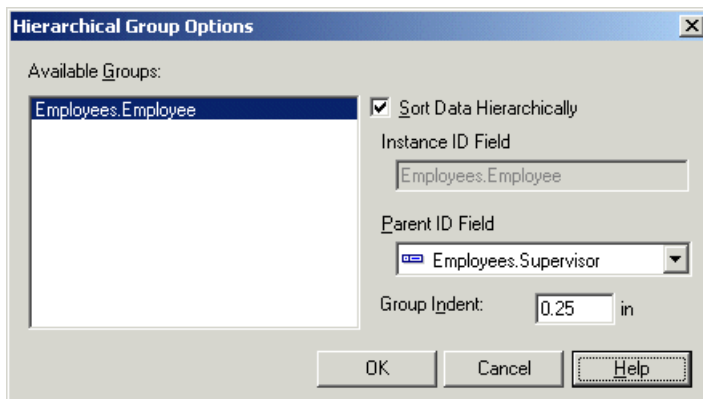 Hierarchical Group Options
Available Groups:
Employees.Employee
Sort Data Hierarchically
Instance ID Field
Employees.Employee
Parent ID Field
Employees.Supervisor
Group Indent: 0.25 in
OK Cancel Help